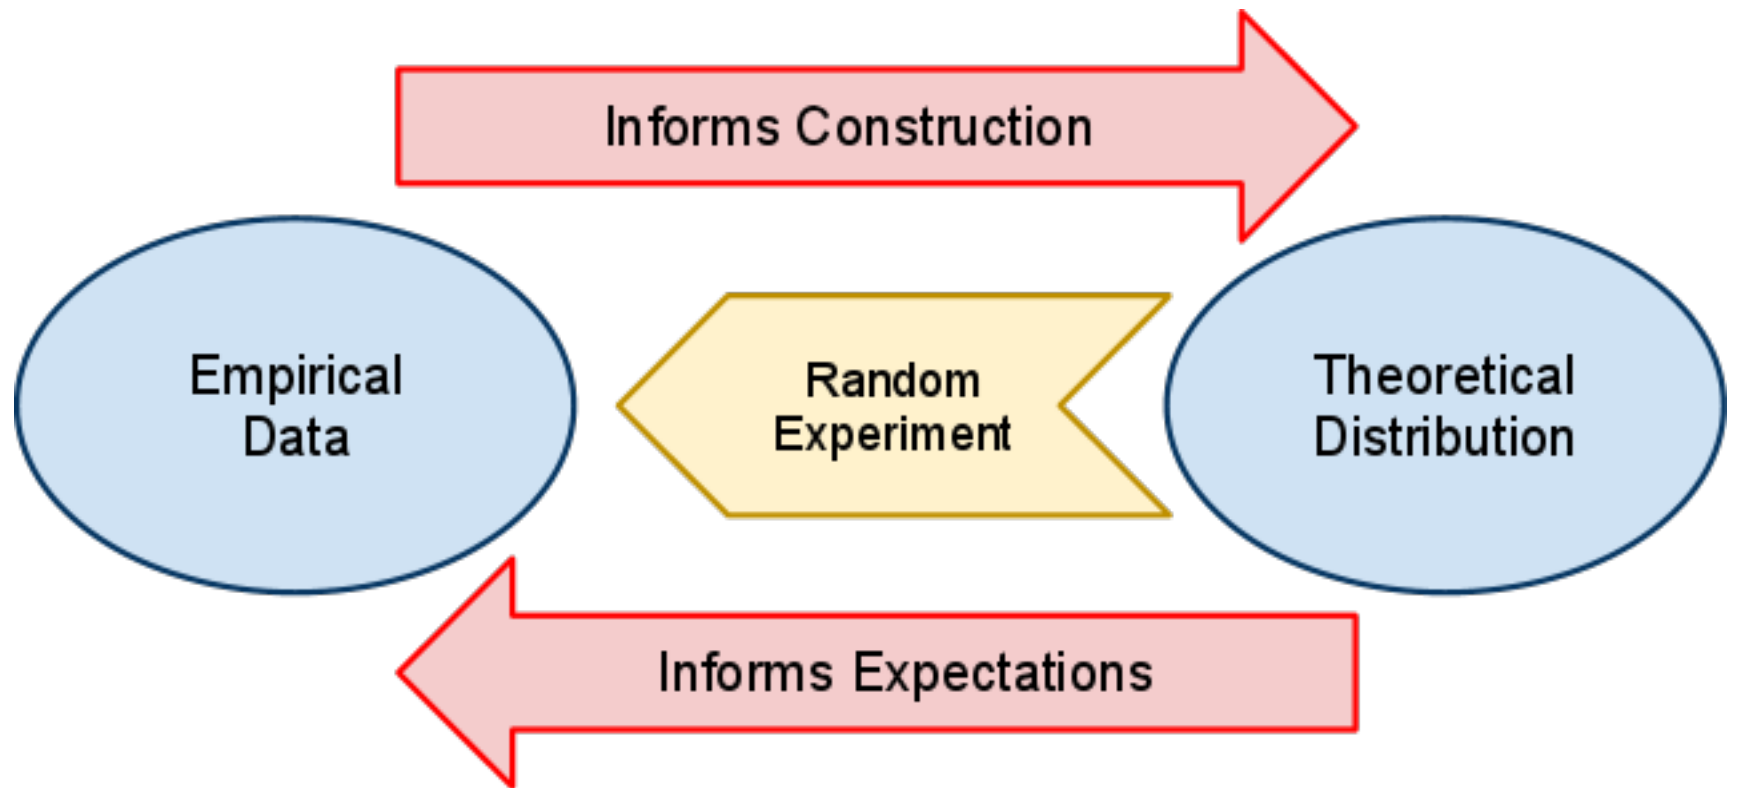 Informs Construction
Empirical
Data
Random
Experiment
Theoretical
Distribution
Informs Expectations